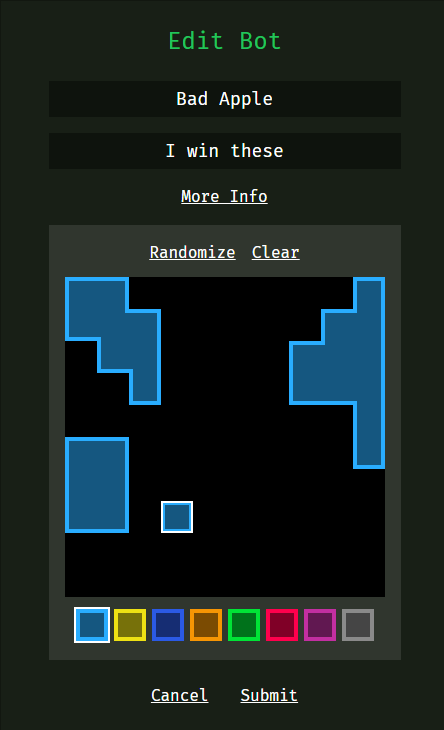 Edit Bot
Bad Apple
I win these
More Info
Randomize Clear
Cancel Submit